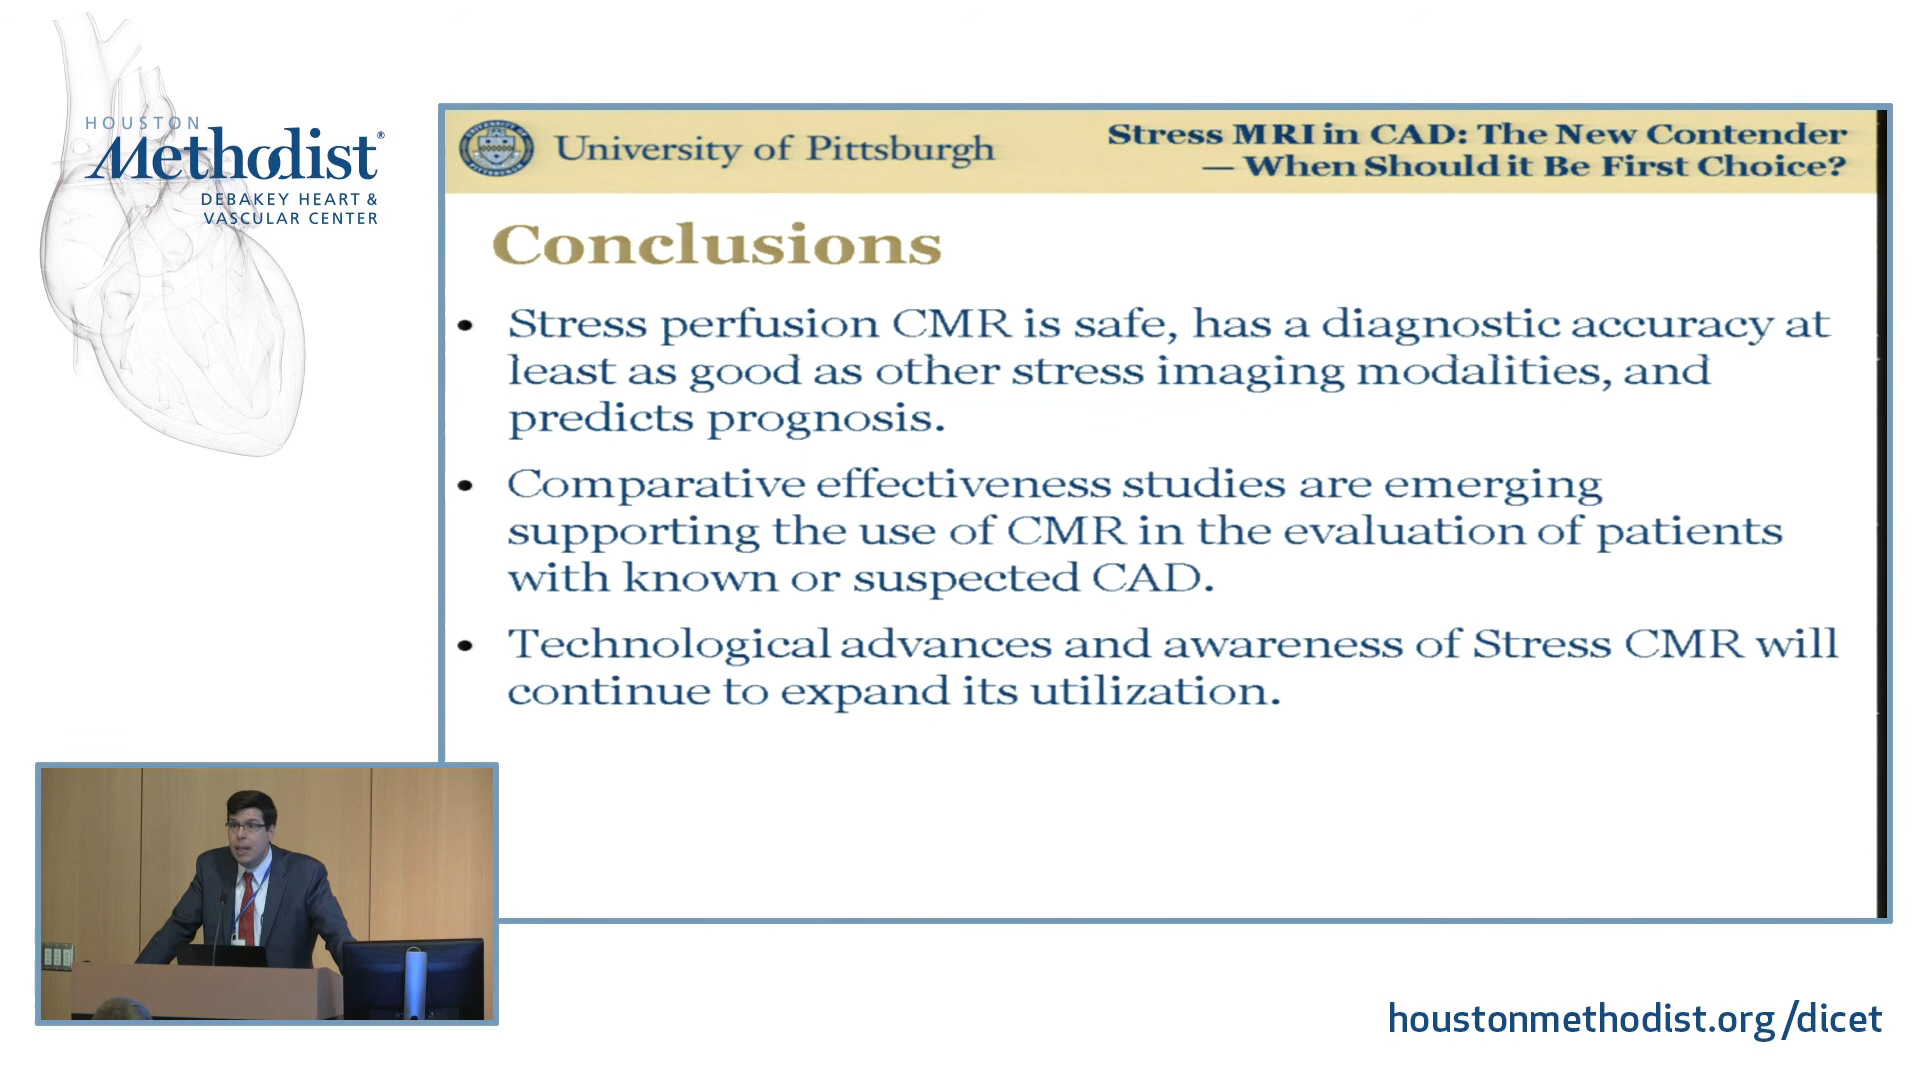 HOUSTON
Methodist®
DEBAKEY HEART &
VASCULAR CENTER
University of Pittsburgh
Stress MRI in CAD: The New Contender
— When Should it Be First Choice?
Conclusions
• Stress perfusion CMR is safe, has a diagnostic accuracy at
least as good as other stress imaging modalities, and
predicts prognosis.
• Comparative effectiveness studies are emerging
supporting the use of CMR in the evaluation of patients
with known or suspected CAD.
• Technological advances and awareness of Stress CMR will
continue to expand its utilization.
houstonmethodist.org/dicet